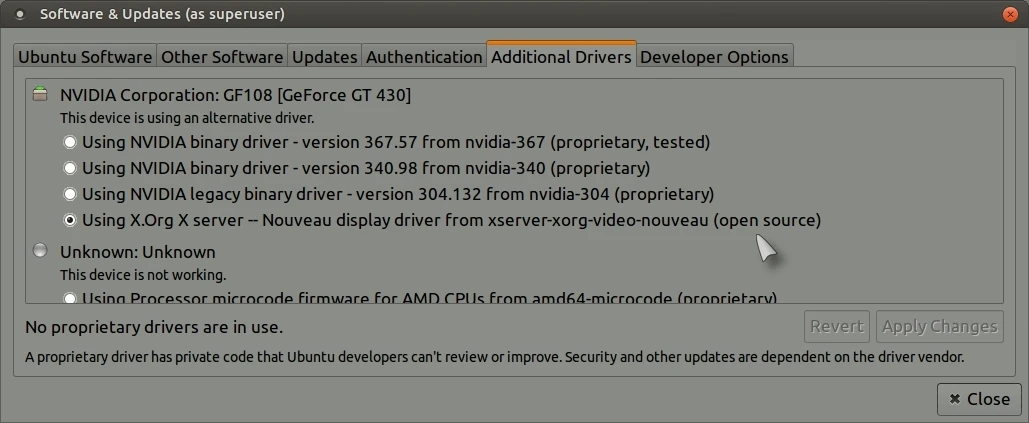 Software & Updates (as superuser)
Ubuntu Software Other Software Updates Authentication Additional Drivers Developer Options
NVIDIA Corporation: GF108 [GeForce GT 430]
This device is using an alternative driver.
Using NVIDIA binary driver - version 367.57 from nvidia-367 (proprietary, tested)
Using NVIDIA binary driver - version 340.98 from nvidia-340 (proprietary)
Using NVIDIA legacy binary driver - version 304.132 from nvidia-304 (proprietary)
Using X.Org X server -- Nouveau display driver from xserver-xorg-video-nouveau (open source)
Unknown: Unknown
This device is not working.
Using Processor microcode firmware for AMD CPUs from amd64-microcode (proprietary)
No proprietary drivers are in use.
Revert Apply Changes
A proprietary driver has private code that Ubuntu developers can't review or improve. Security and other updates are dependent on the driver vendor.
Close